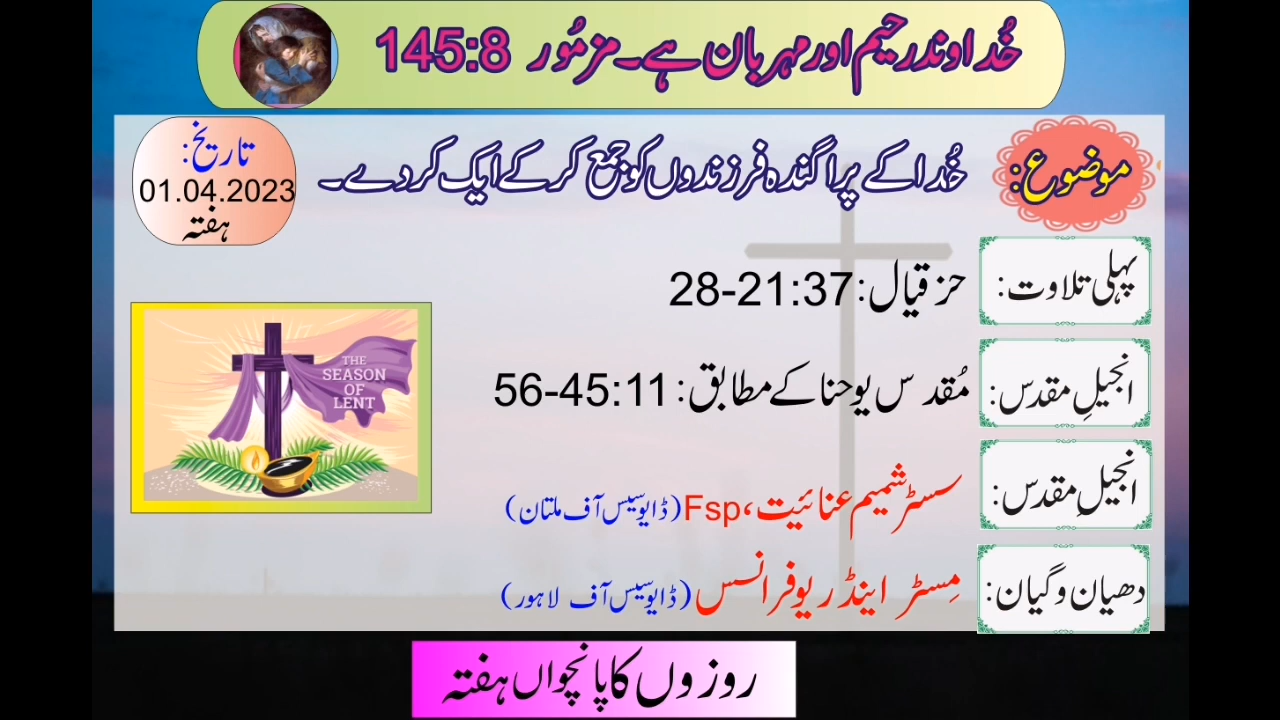 خُداوند رحیم اور مہربان ہے۔ مزمُور 145:8
موضوع:
خُدا کے پراگندہ فرزندوں کو جمع کر کے ایک کر دے۔
تاریخ:
01.04.2023
ہفتہ
پہلی تلاوت:
حزقیال: 28-21:37
انجیلِ مقدس:
مُقدس یوحنا کے مطابق: 56-45:11
THE
SEASON
OF
LENT
انجیلِ مقدس:
سسٹر شمیم عنائیت، Fsp (ڈایوسیس آف ملتان)
دھیان و گیان:
مِسٹر اینڈریو فرانسس (ڈایوسیس آف لاہور)
روزوں کا پانچواں ہفتہ